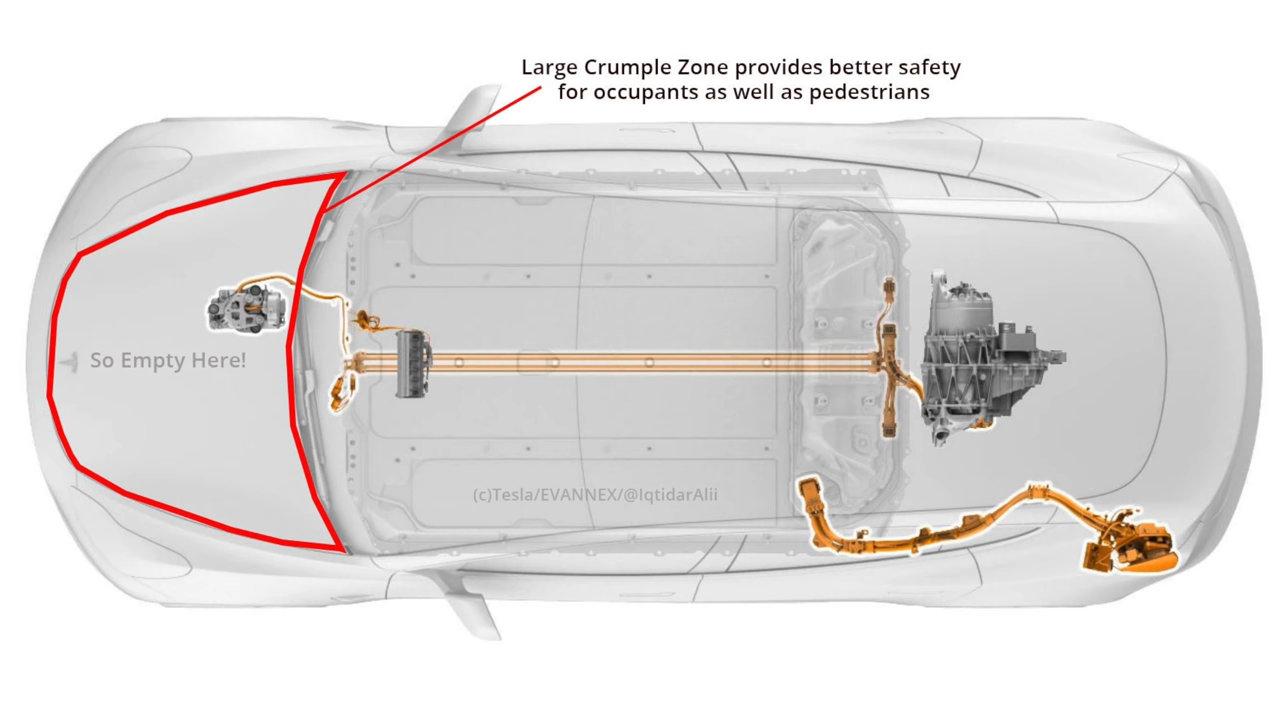 Large Crumple Zone provides better safety
for occupants as well as pedestrians
So Empty Here!
(c)Tesla/EVANNEX/@IqtidarAlii